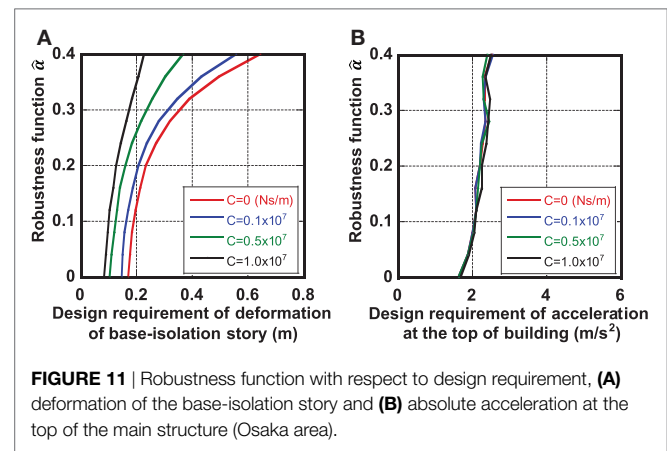 A
B
Robustness function α̂
0.4
0.3
0.2
0.1
0
C=0 (Ns/m)
C=0.1x10⁷
C=0.5x10⁷
C=1.0x10⁷
0 0.2 0.4 0.6 0.8
Design requirement of deformation
of base-isolation story (m)
Robustness function α̂
0.4
0.3
0.2
0.1
0
C=0 (Ns/m)
C=0.1x10⁷
C=0.5x10⁷
C=1.0x10⁷
0 2 4 6
Design requirement of acceleration
at the top of building (m/s²)
FIGURE 11 | Robustness function with respect to design requirement, (A)
deformation of the base-isolation story and (B) absolute acceleration at the
top of the main structure (Osaka area).